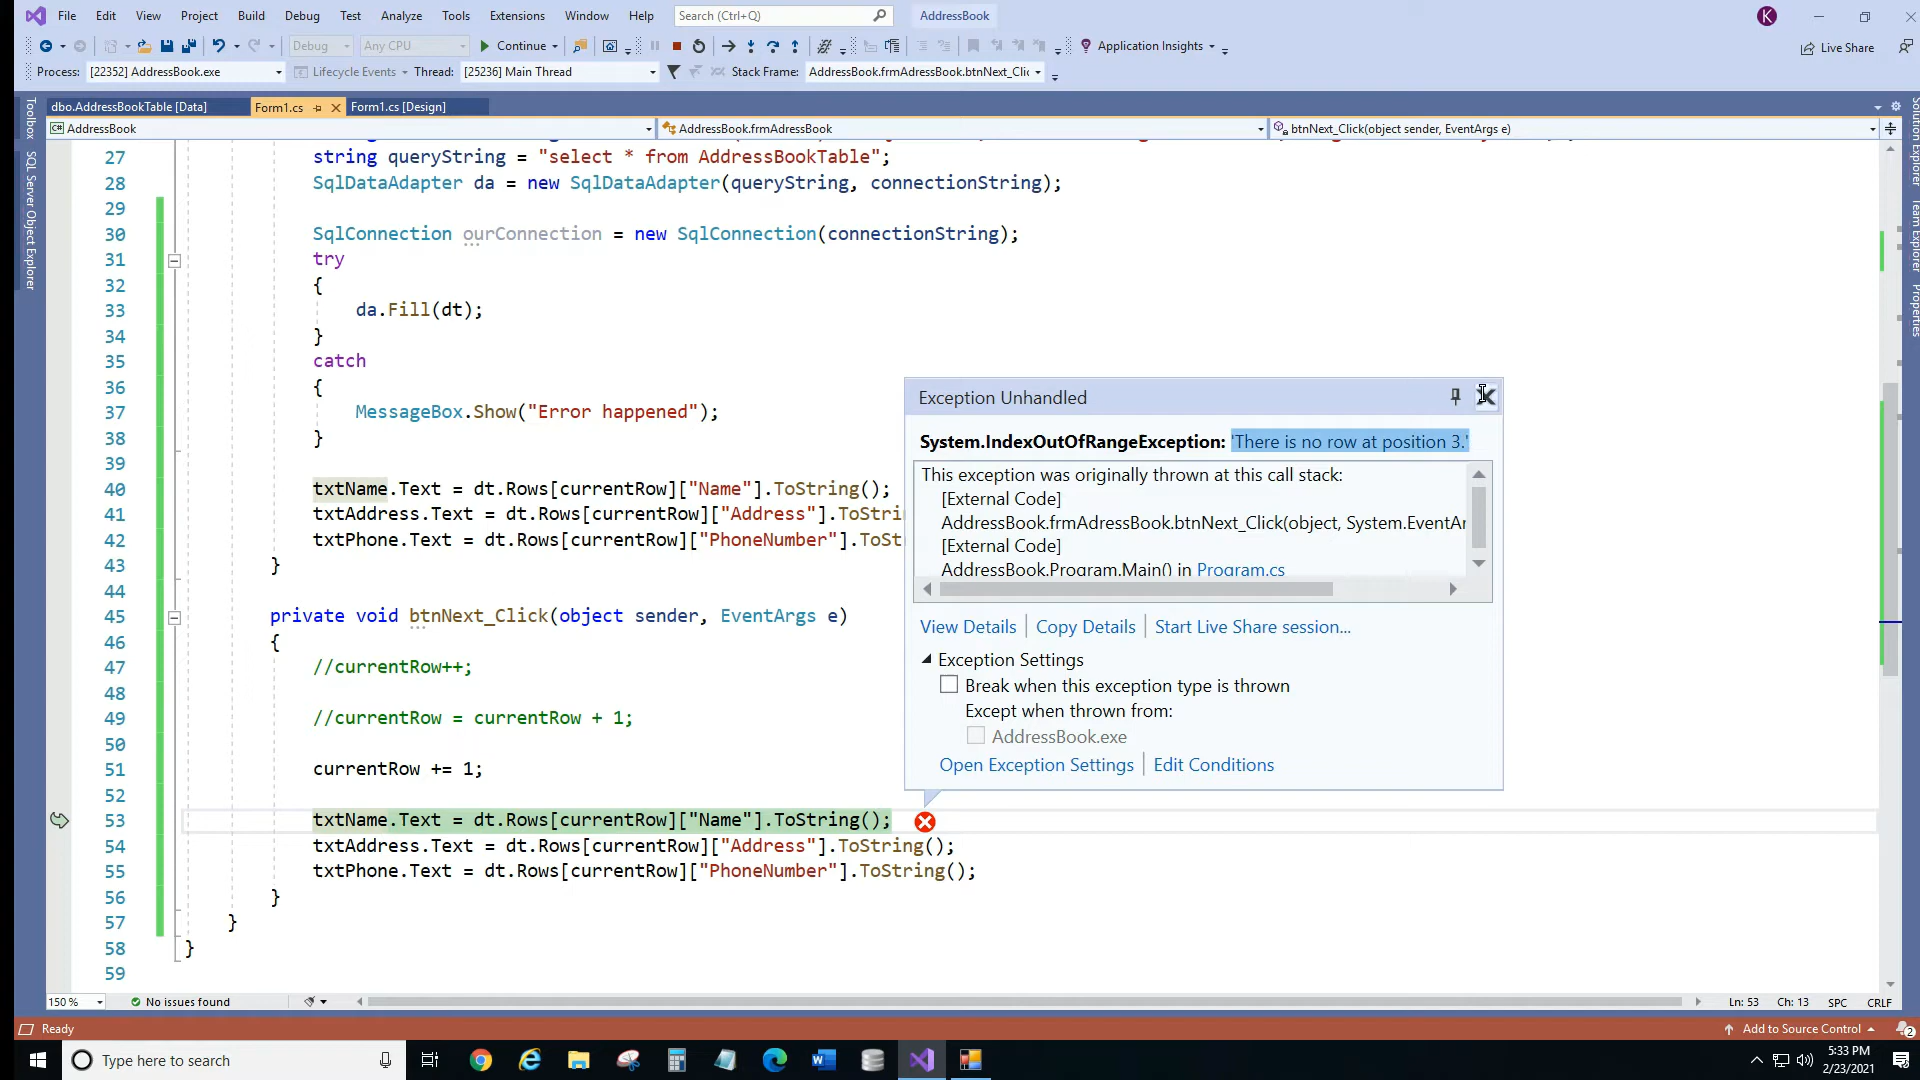 File Edit View Project Build Debug Test Analyze Tools Extensions Window Help Search (Ctrl+Q) AddressBook K
Debug Any CPU Continue Application Insights Live Share
Process: [22352] AddressBook.exe Lifecycle Events Thread: [25236] Main Thread Stack Frame: AddressBook.frmAdressBook.btnNext_Clic
dbo.AddressBookTable [Data] Form1.cs Form1.cs [Design]
AddressBook AddressBook.frmAdressBook btnNext_Click(object sender, EventArgs e)
Toolbox
SQL Server Object Explorer
Solution Explorer
Team Explorer
Properties
27 string queryString = "select * from AddressBookTable";
28 SqlDataAdapter da = new SqlDataAdapter(queryString, connectionString);
29
30 SqlConnection ourConnection = new SqlConnection(connectionString);
31 try
32 {
33 da.Fill(dt);
34 }
35 catch
36 {
37 MessageBox.Show("Error happened");
38 }
39
40 txtName.Text = dt.Rows[currentRow]["Name"].ToString();
41 txtAddress.Text = dt.Rows[currentRow]["Address"].ToStri
42 txtPhone.Text = dt.Rows[currentRow]["PhoneNumber"].ToSt
43 }
44
45 private void btnNext_Click(object sender, EventArgs e)
46 {
47 //currentRow++;
48
49 //currentRow = currentRow + 1;
50
51 currentRow += 1;
52
53 txtName.Text = dt.Rows[currentRow]["Name"].ToString();
54 txtAddress.Text = dt.Rows[currentRow]["Address"].ToString();
55 txtPhone.Text = dt.Rows[currentRow]["PhoneNumber"].ToString();
56 }
57 }
58 }
59
Exception Unhandled
System.IndexOutOfRangeException: 'There is no row at position 3.'
This exception was originally thrown at this call stack:
[External Code]
AddressBook.frmAdressBook.btnNext_Click(object, System.EventAr
[External Code]
AddressBook.Program.Main() in Program.cs
View Details Copy Details Start Live Share session...
Exception Settings
Break when this exception type is thrown
Except when thrown from:
AddressBook.exe
Open Exception Settings Edit Conditions
150 % No issues found Ln: 53 Ch: 13 SPC CRLF
Ready Add to Source Control 2
Type here to search 5:33 PM
2/23/2021